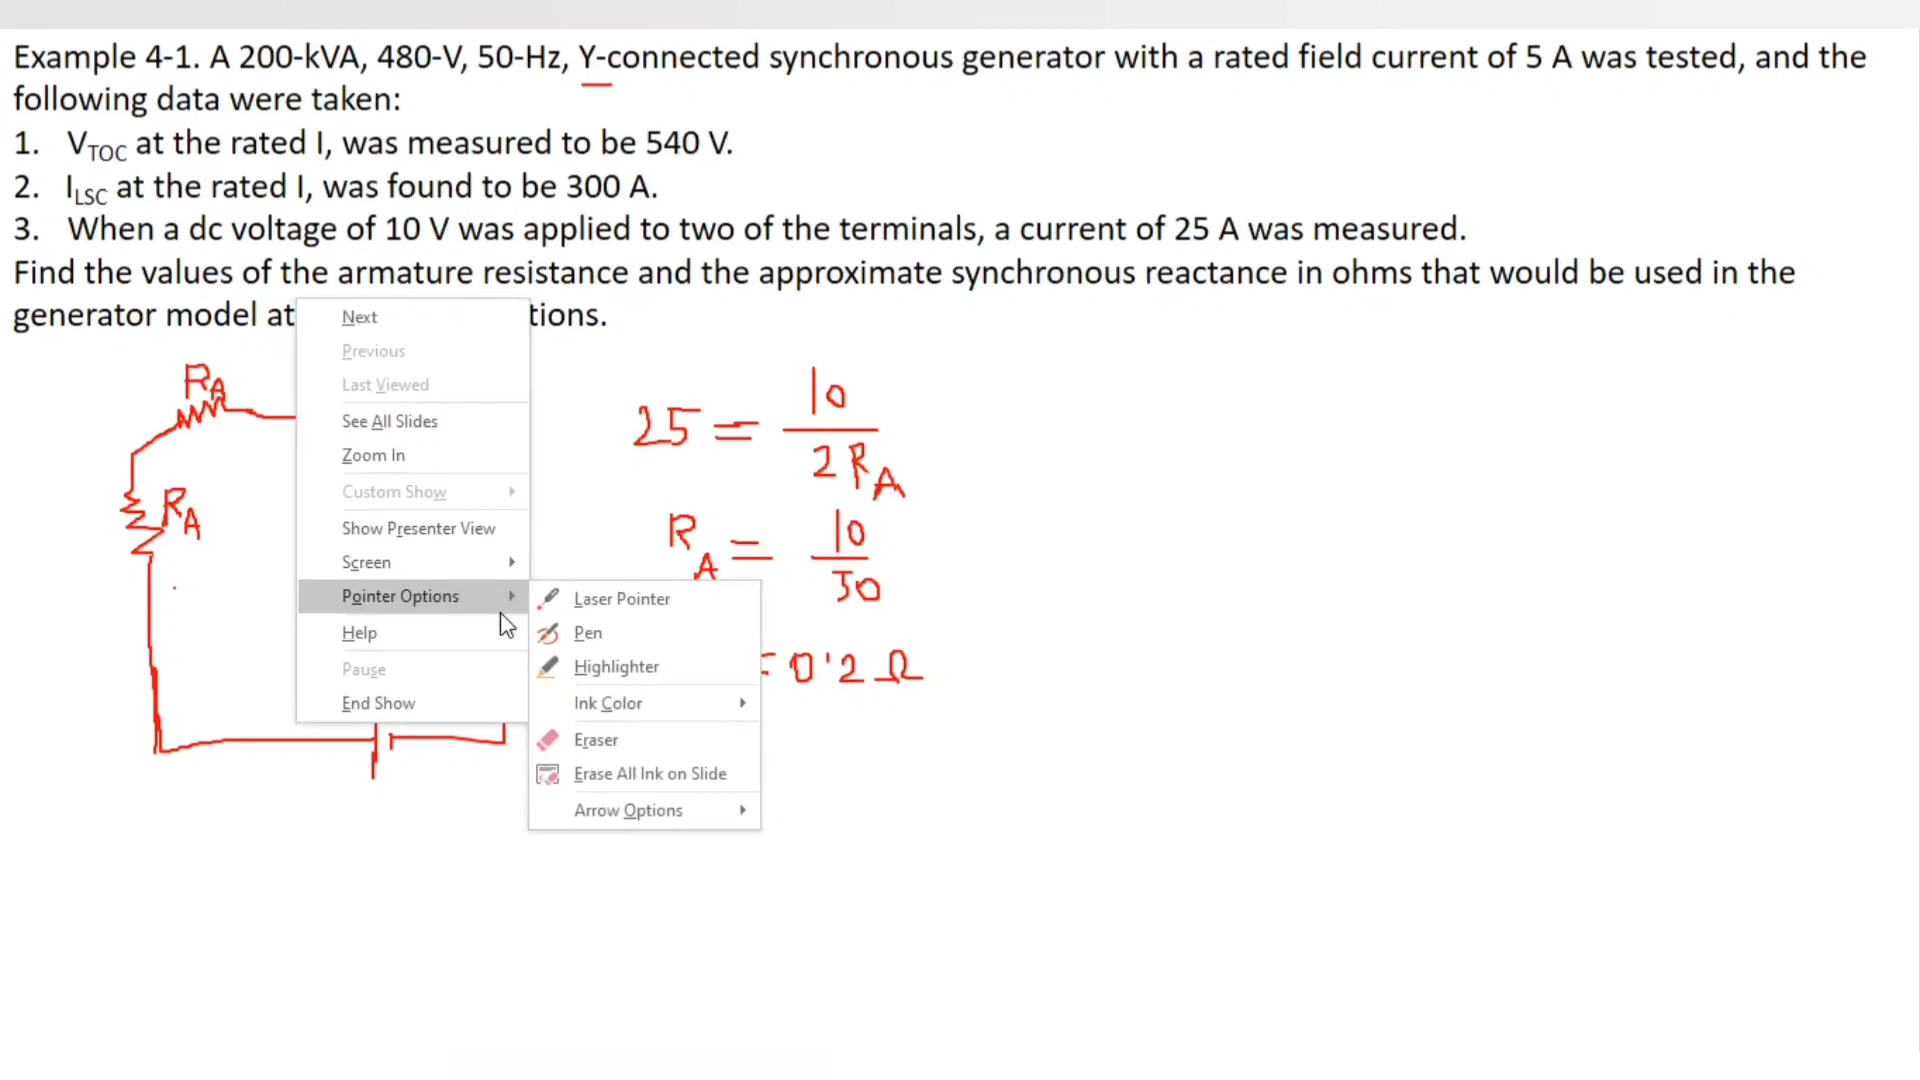 Example 4-1. A 200-kVA, 480-V, 50-Hz, Y-connected synchronous generator with a rated field current of 5 A was tested, and the
following data were taken:
1. VTOC at the rated I, was measured to be 540 V.
2. ILSC at the rated I, was found to be 300 A.
3. When a dc voltage of 10 V was applied to two of the terminals, a current of 25 A was measured.
Find the values of the armature resistance and the approximate synchronous reactance in ohms that would be used in the
generator model at tions.
Next
Previous
Last Viewed
See All Slides
Zoom In
Custom Show
Show Presenter View
Screen
Pointer Options
Help
Pause
End Show
Laser Pointer
Pen
Highlighter
Ink Color
Eraser
Erase All Ink on Slide
Arrow Options
RA
RA
25 = 10
2RA
RA = 10
50
= 0.2 Ω